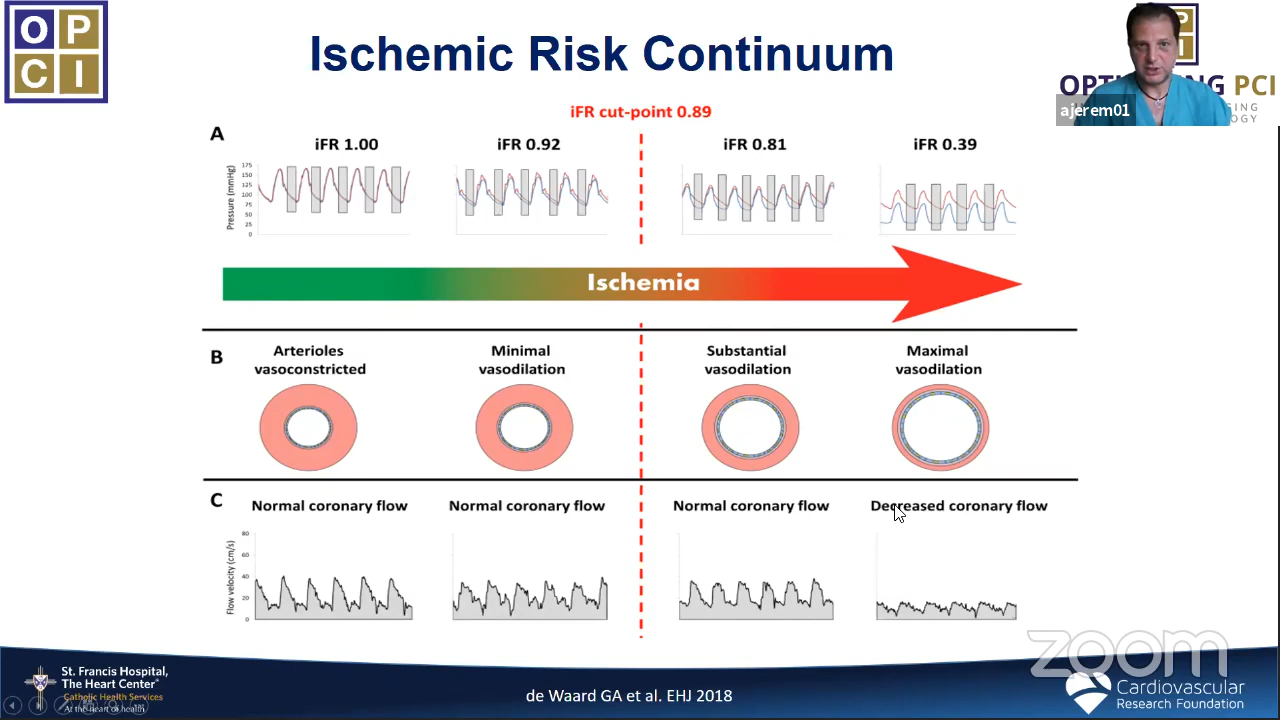 O P
C I
Ischemic Risk Continuum
PCI
ajerem01
iFR cut-point 0.89
A
iFR 1.00
iFR 0.92
iFR 0.81
iFR 0.39
Pressure (mmHg)
175
150
125
100
75
50
25
0
Ischemia
B
Arterioles
vasoconstricted
Minimal
vasodilation
Substantial
vasodilation
Maximal
vasodilation
C
Normal coronary flow
Normal coronary flow
Normal coronary flow
Decreased coronary flow
Flow velocity (cm/s)
80
60
40
20
0
zoom
St. Francis Hospital,
The Heart Center®
Catholic Health Services
At the heart of health
de Waard GA et al. EHJ 2018
Cardiovascular
Research Foundation